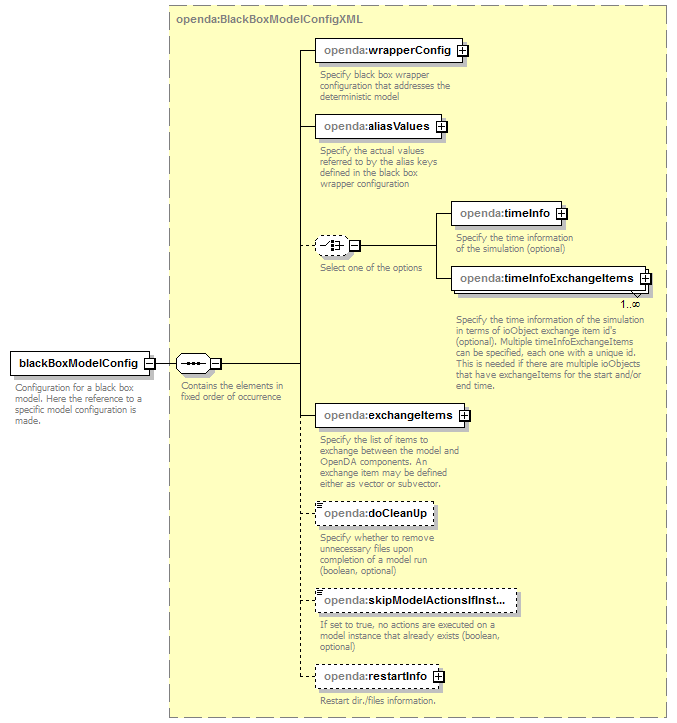 openda:BlackBoxModelConfigXML
openda:wrapperConfig
Specify black box wrapper
configuration that addresses the
deterministic model
openda:aliasValues
Specify the actual values
referred to by the alias keys
defined in the black box
wrapper configuration
openda:timeInfo
Specify the time information
of the simulation (optional)
Select one of the options
openda:timeInfoExchangeItems
1..∞
Specify the time information of the simulation
in terms of ioObject exchange item id's
(optional). Multiple timeInfoExchangeItems
can be specified, each one with a unique id.
This is needed if there are multiple ioObjects
that have exchangeItems for the start and/or
end time.
blackBoxModelConfig
Configuration for a black box
model. Here the reference to a
specific model configuration is
made.
Contains the elements in
fixed order of occurrence
openda:exchangeItems
Specify the list of items to
exchange between the model and
OpenDA components. An
exchange item may be defined
either as vector or subvector.
openda:doCleanUp
Specify whether to remove
unnecessary files upon
completion of a model run
(boolean, optional)
openda:skipModelActionsIfInst...
If set to true, no actions are executed on a
model instance that already exists (boolean,
optional)
openda:restartInfo
Restart dir./files information.